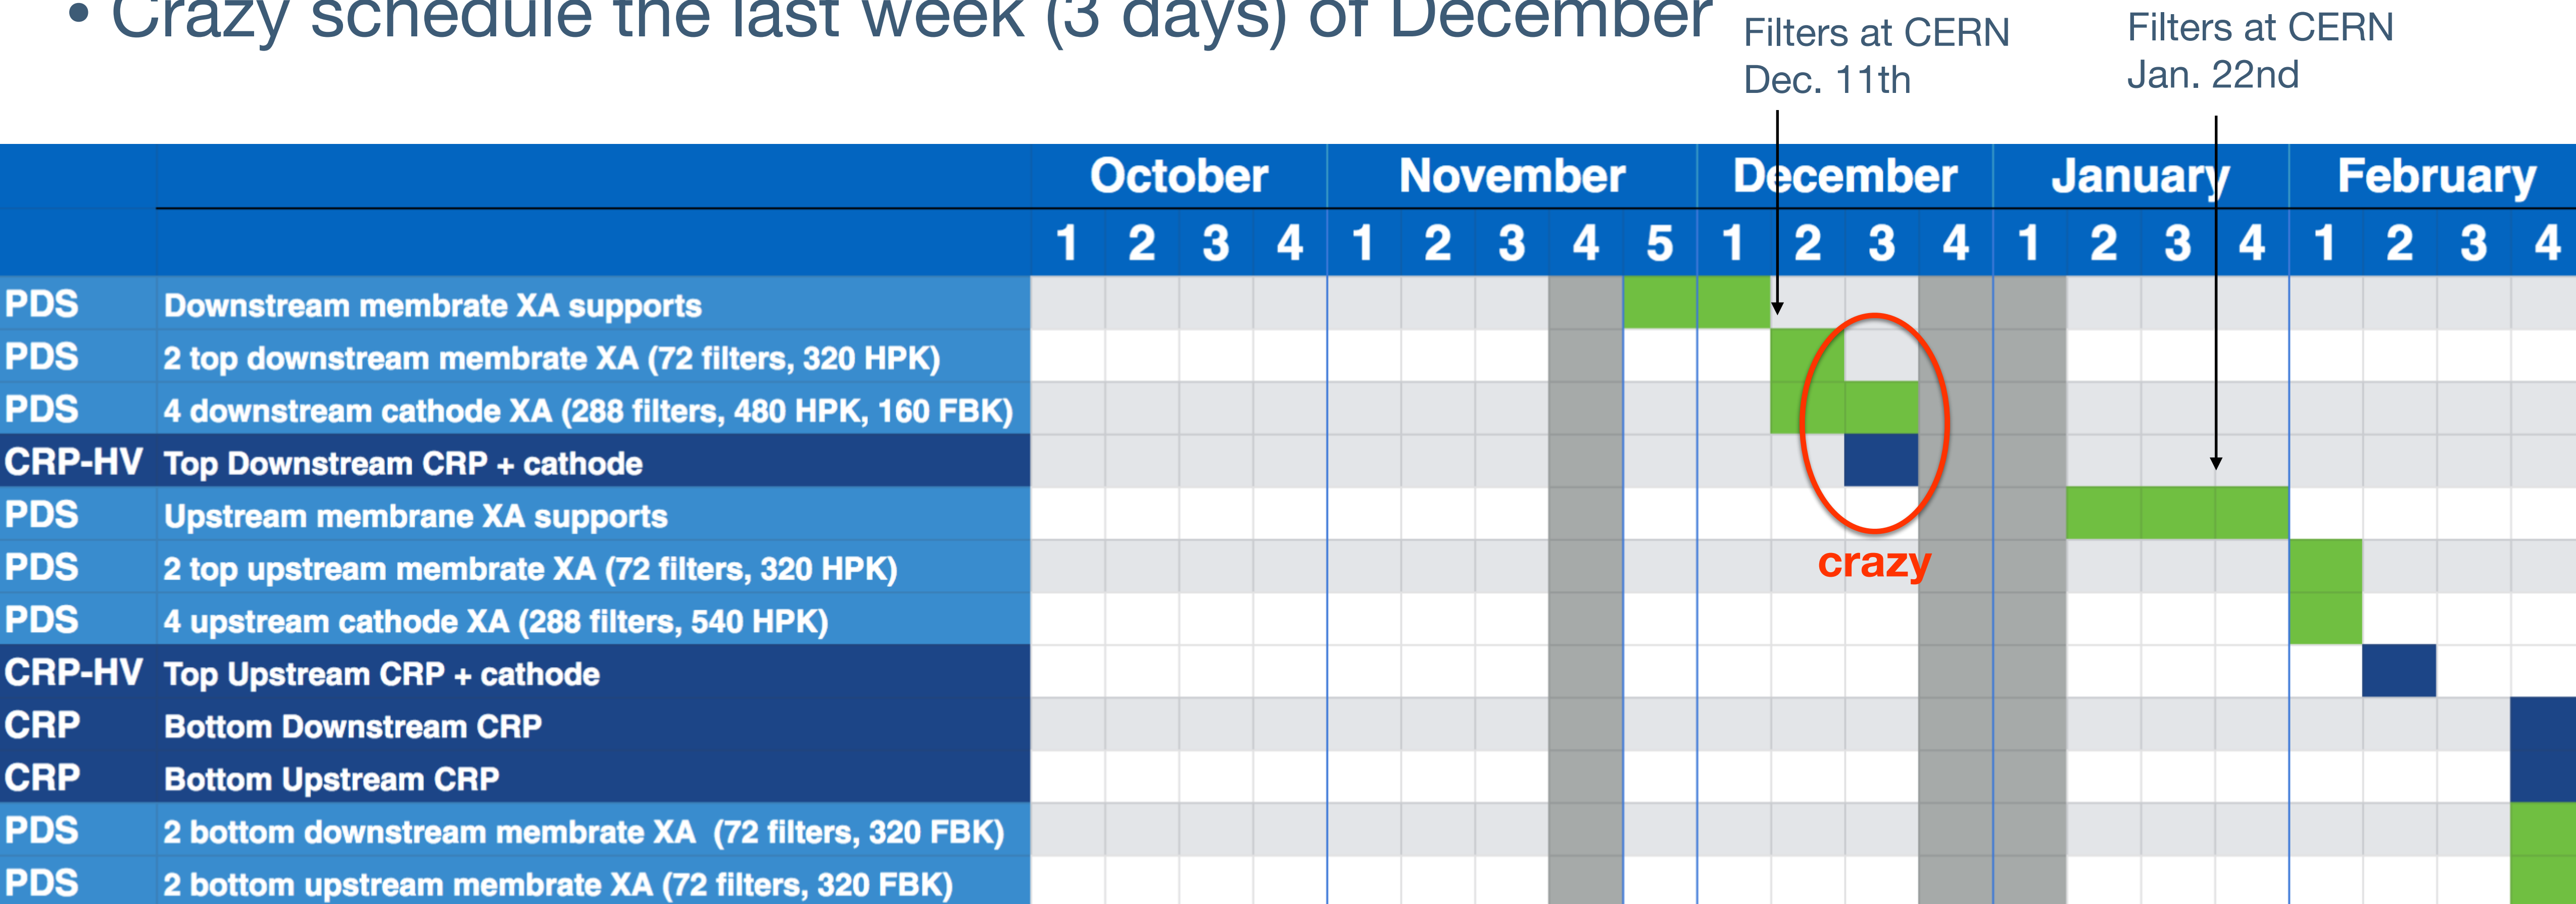 • Crazy schedule the last week (3 days) of December
Filters at CERN
Dec. 11th
Filters at CERN
Jan. 22nd
October November December January February
1 2 3 4 1 2 3 4 5 1 2 3 4 1 2 3 4 1 2 3 4
PDS Downstream membrate XA supports
PDS 2 top downstream membrate XA (72 filters, 320 HPK)
PDS 4 downstream cathode XA (288 filters, 480 HPK, 160 FBK)
CRP-HV Top Downstream CRP + cathode
PDS Upstream membrane XA supports
crazy
PDS 2 top upstream membrate XA (72 filters, 320 HPK)
PDS 4 upstream cathode XA (288 filters, 540 HPK)
CRP-HV Top Upstream CRP + cathode
CRP Bottom Downstream CRP
CRP Bottom Upstream CRP
PDS 2 bottom downstream membrate XA (72 filters, 320 FBK)
PDS 2 bottom upstream membrate XA (72 filters, 320 FBK)